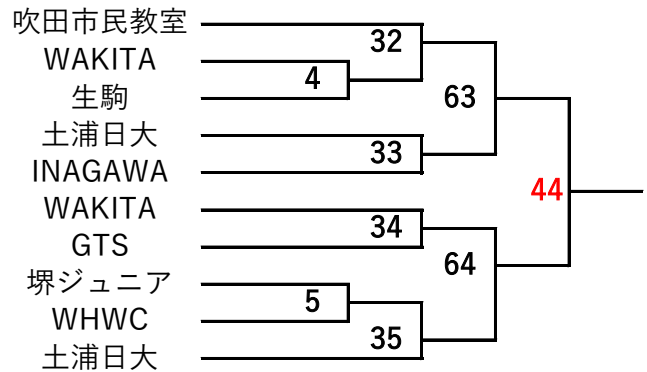 吹田市民教室
32
WAKITA
4
63
生駒
土浦日大
33
INAGAWA
44
WAKITA
34
GTS
64
堺ジュニア
5
WHWC
35
土浦日大